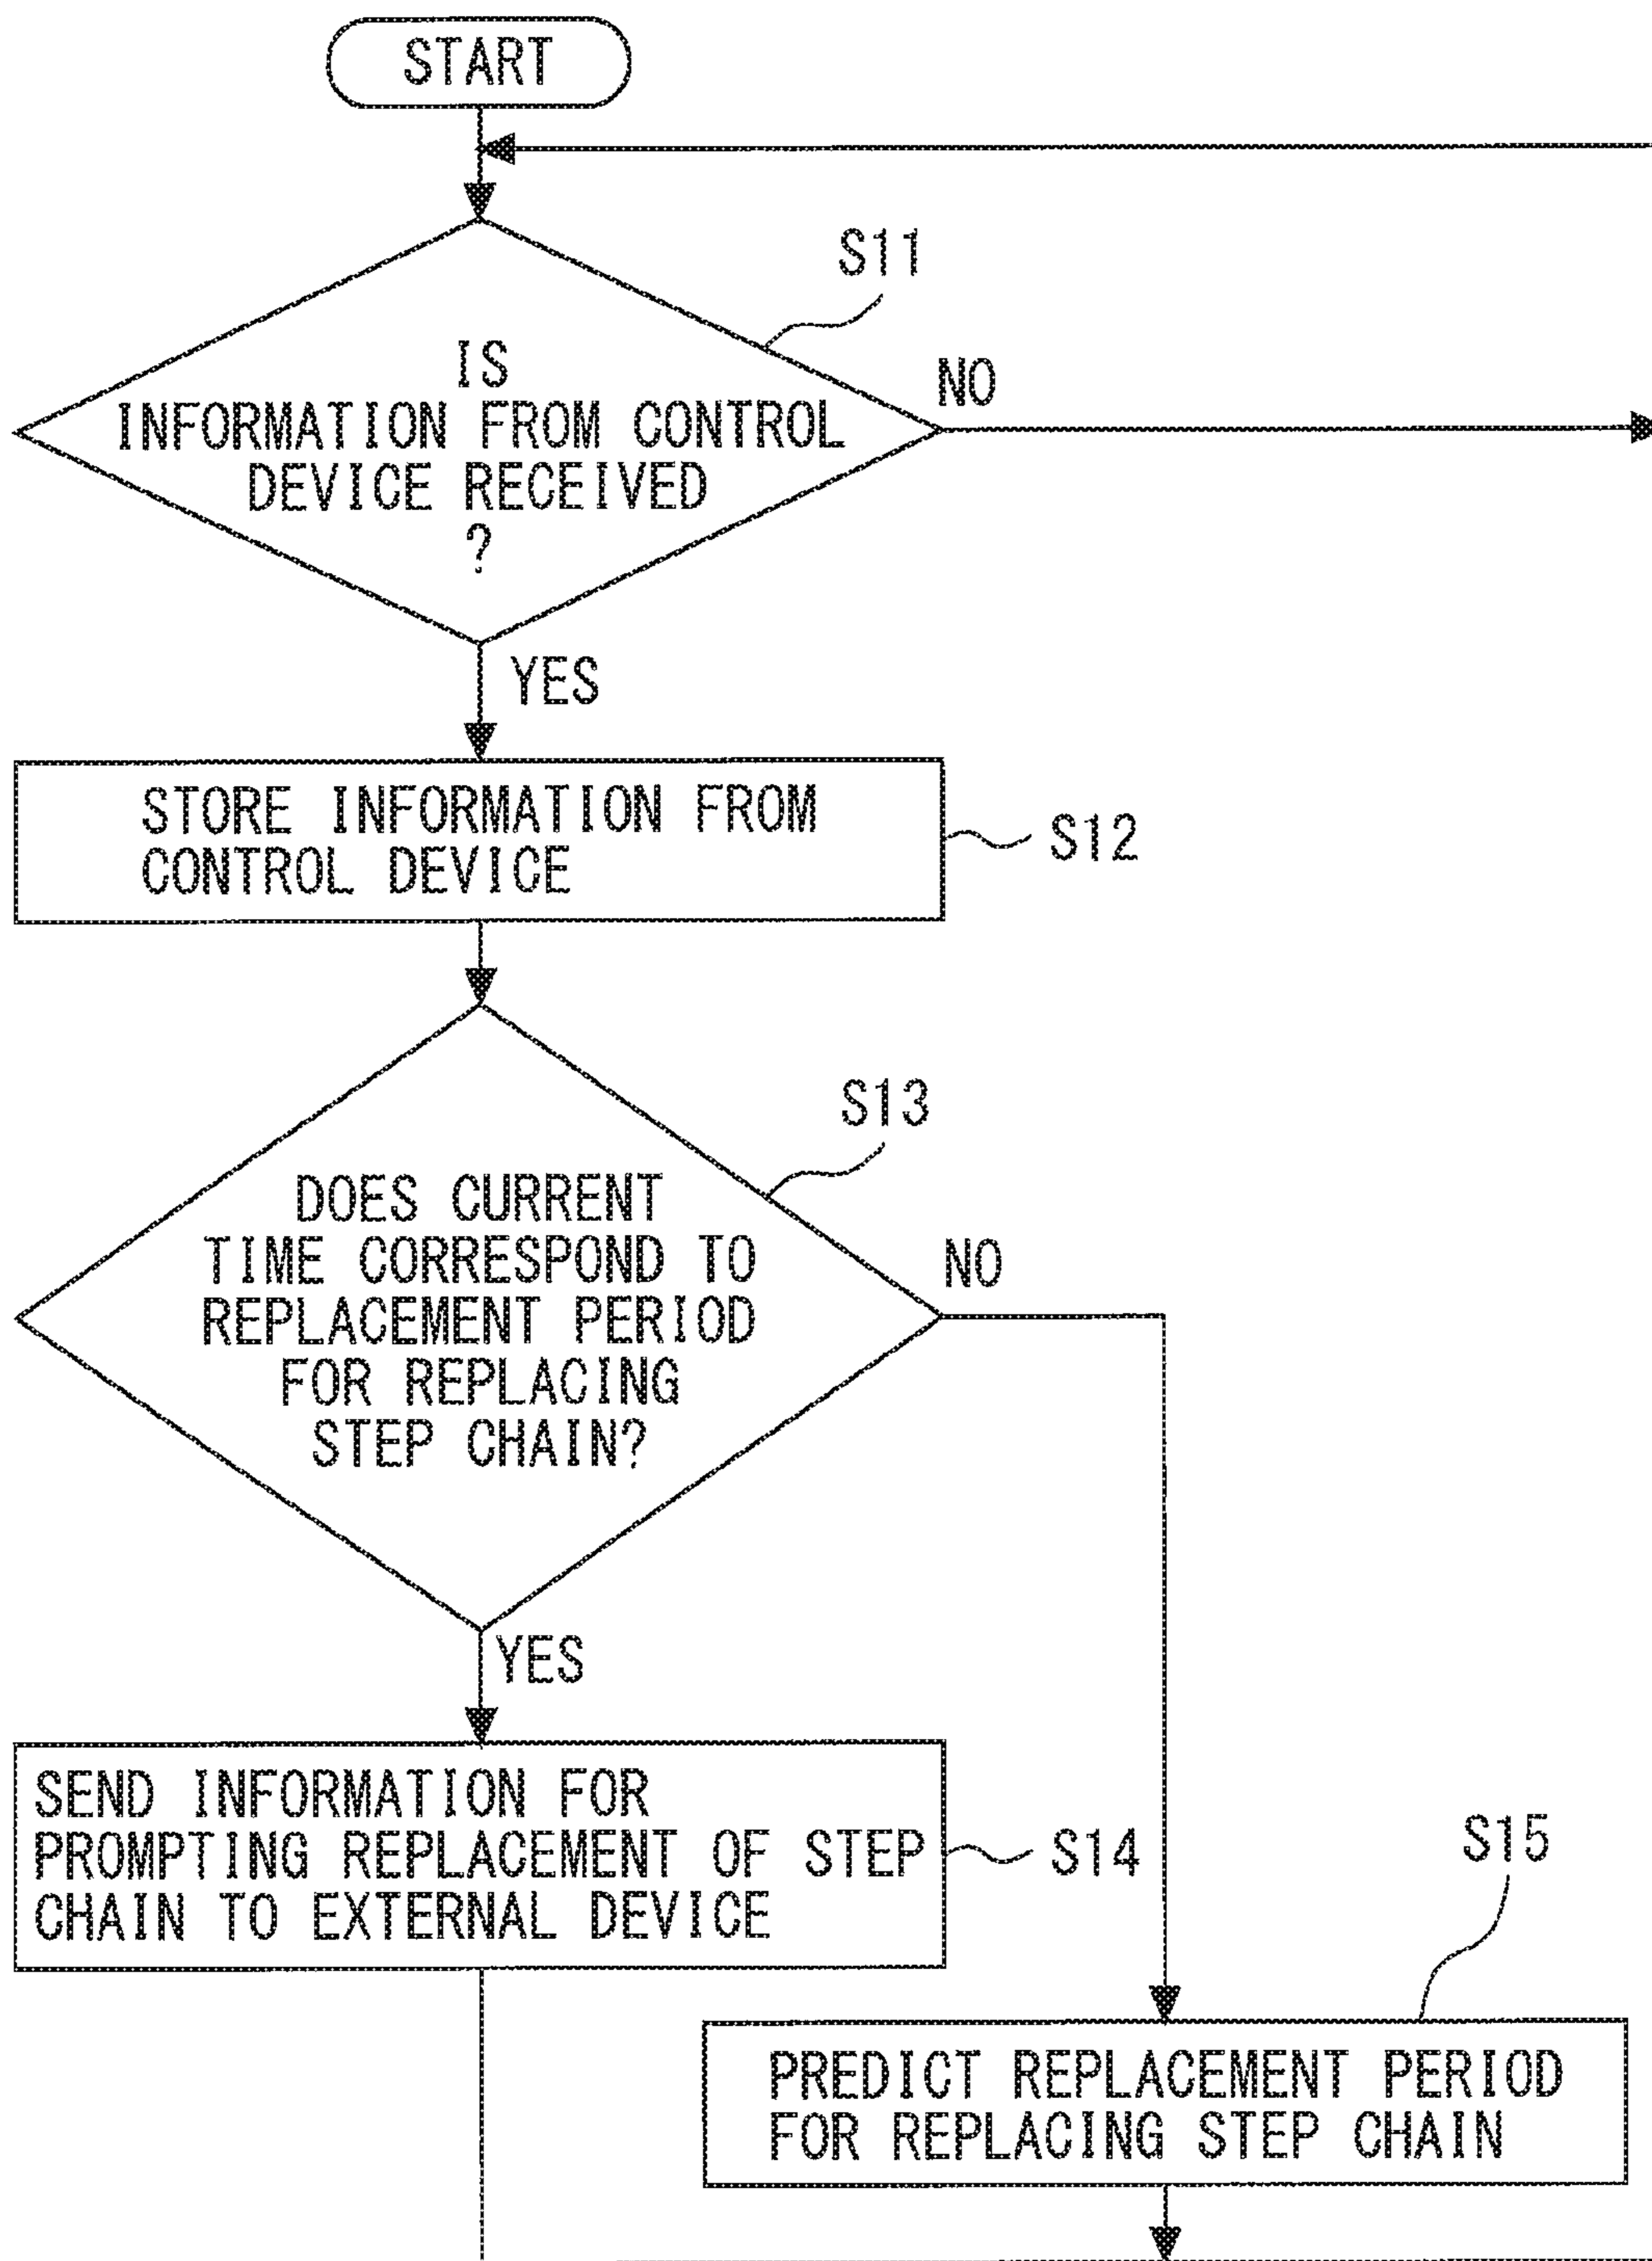 START
S11
IS
INFORMATION FROM CONTROL
DEVICE RECEIVED
?
NO
YES
STORE INFORMATION FROM
CONTROL DEVICE
S12
S13
DOES CURRENT
TIME CORRESPOND TO
REPLACEMENT PERIOD
FOR REPLACING
STEP CHAIN?
NO
YES
SEND INFORMATION FOR
PROMPTING REPLACEMENT OF STEP
CHAIN TO EXTERNAL DEVICE
S14
S15
PREDICT REPLACEMENT PERIOD
FOR REPLACING STEP CHAIN